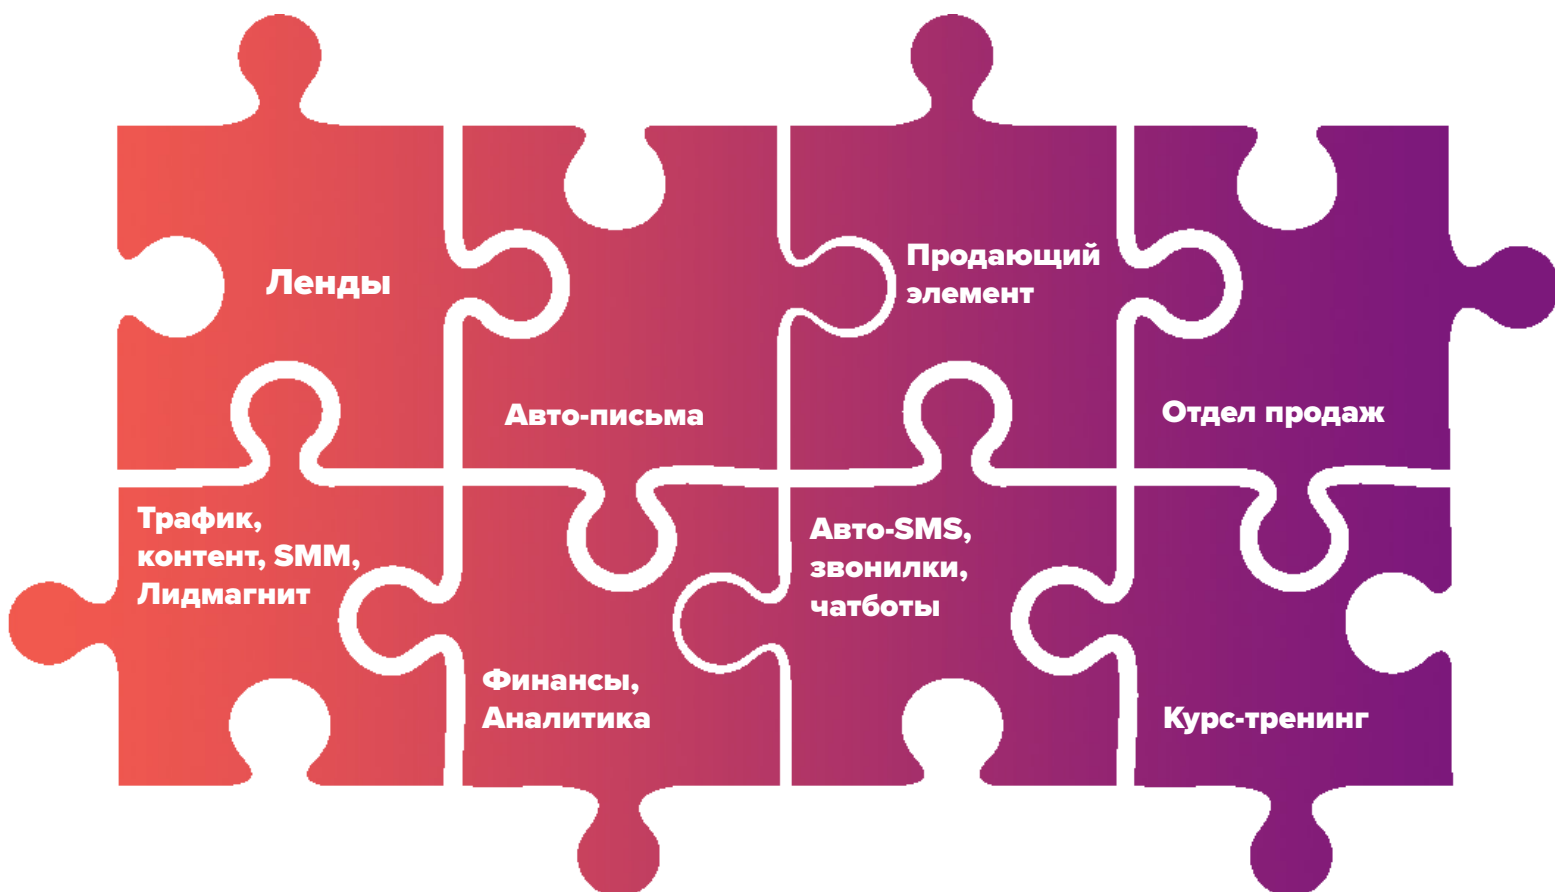 Ленды
Авто-письма
Продающий
элемент
Отдел продаж
Трафик,
контент, SMM,
Лидмагнит
Финансы,
Аналитика
Авто-SMS,
звонилки,
чатботы
Курс-тренинг